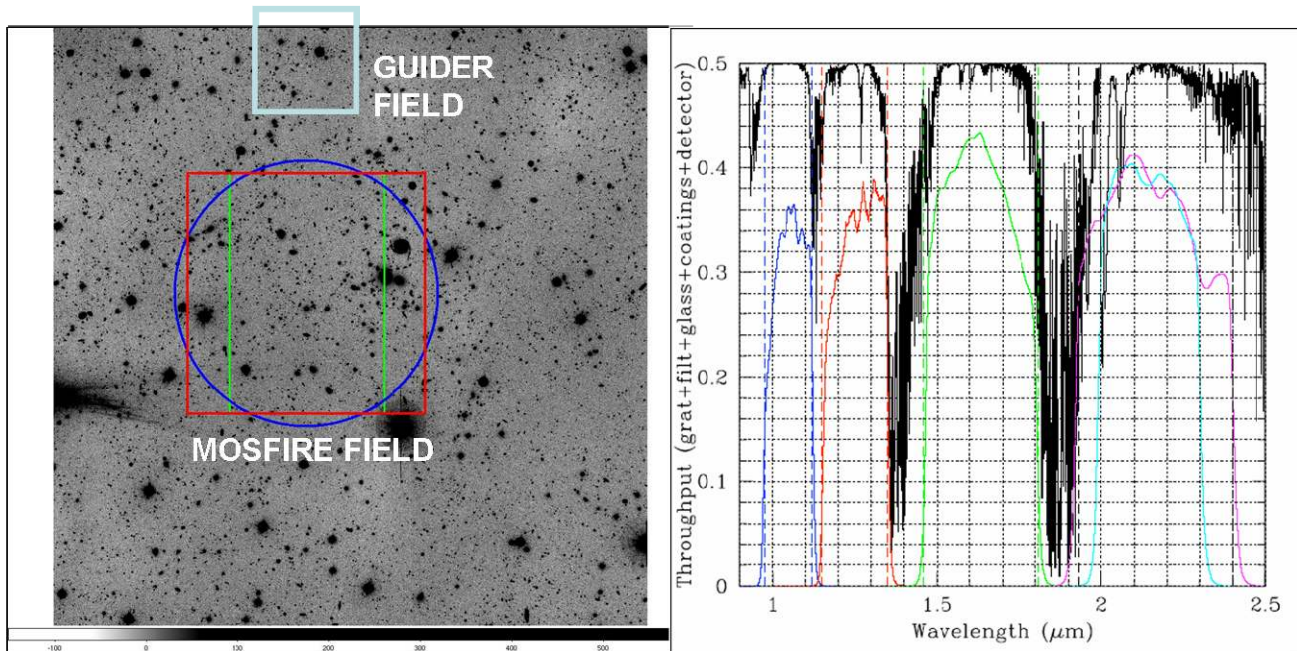 GUIDER
FIELD
MOSFIRE FIELD
-100 0 100 200 300 400 500
Throughput (grat+filt+glass+coatings+detector)
0.5
0.4
0.3
0.2
0.1
0
1 1.5 2 2.5
Wavelength (μm)